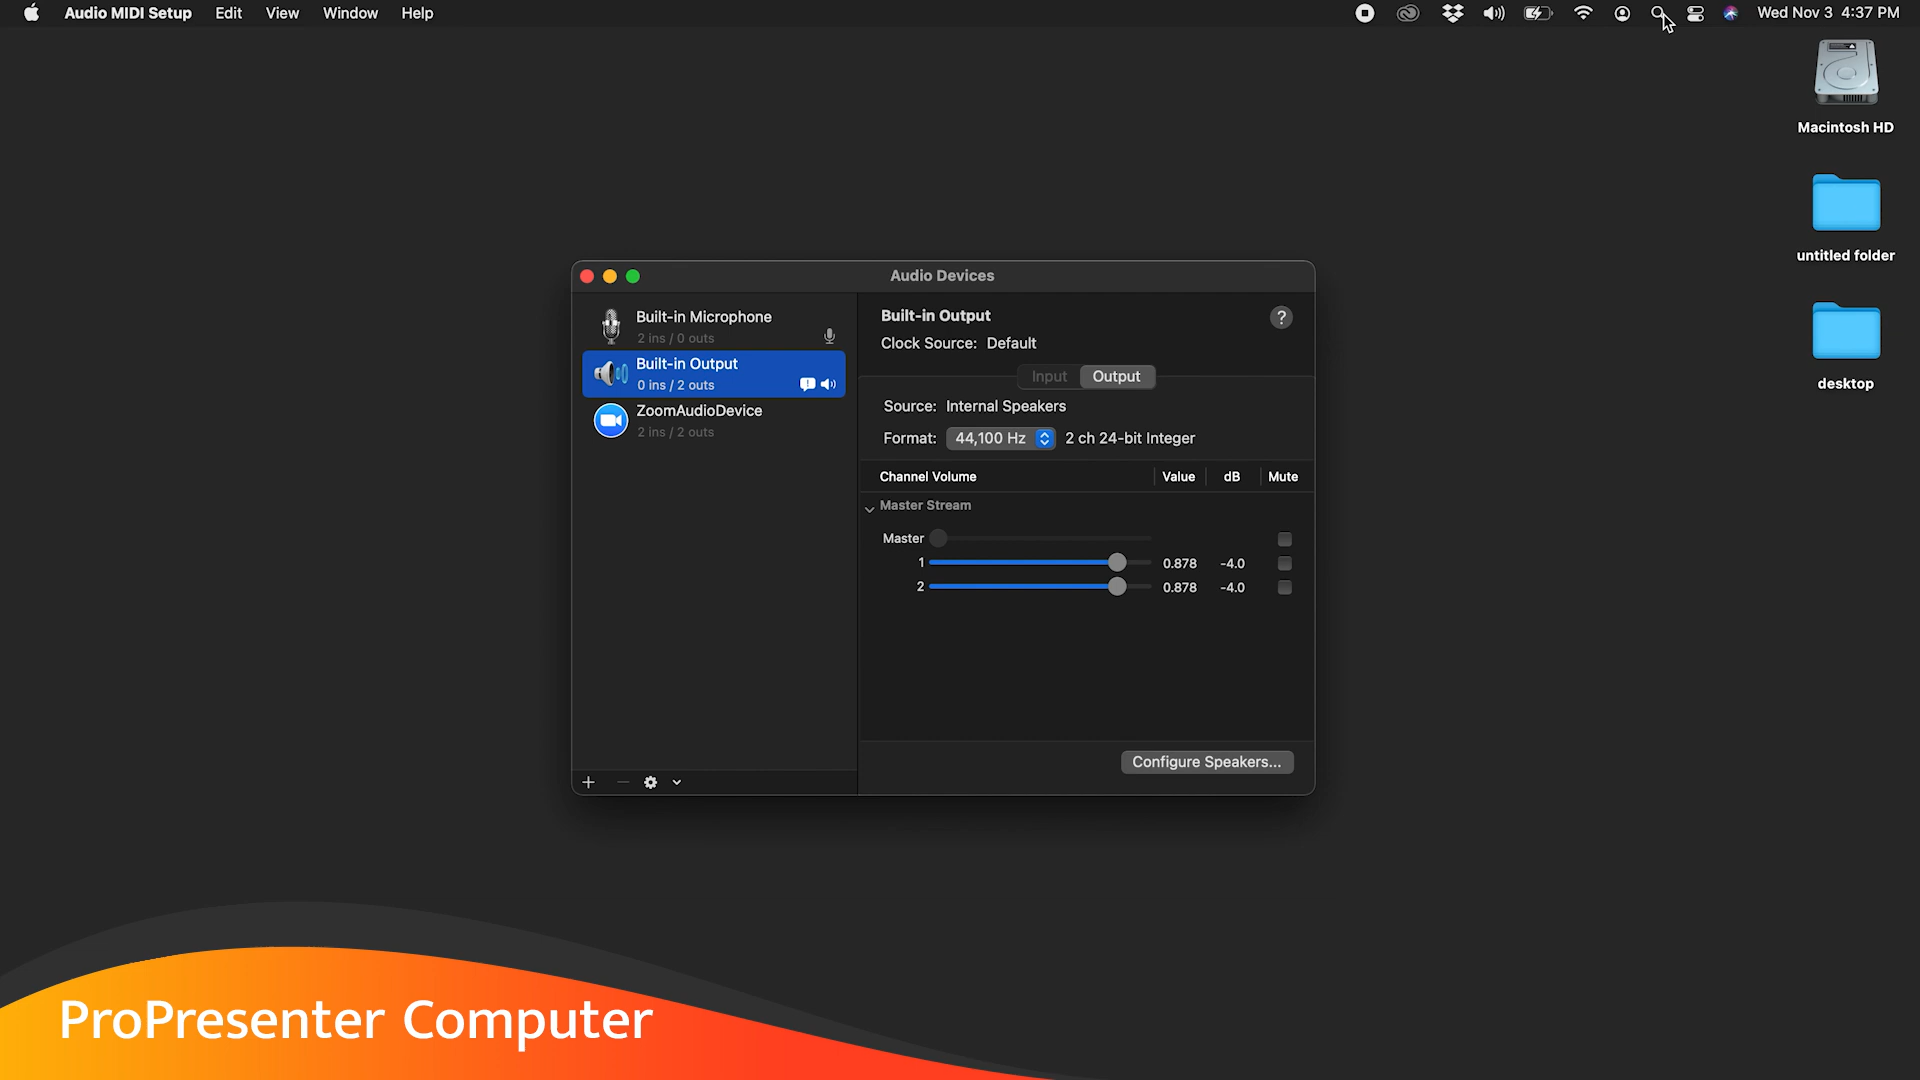 Audio MIDI Setup Edit View Window Help Wed Nov 3 4:37 PM
Macintosh HD
untitled folder
desktop
Audio Devices
Built-in Microphone
2 ins / 0 outs
Built-in Output
0 ins / 2 outs
ZoomAudioDevice
2 ins / 2 outs
Built-in Output ?
Clock Source: Default
Input Output
Source: Internal Speakers
Format: 44,100 Hz 2 ch 24-bit Integer
Channel Volume Value dB Mute
Master Stream
Master
1 0.878 -4.0
2 0.878 -4.0
Configure Speakers...
ProPresenter Computer